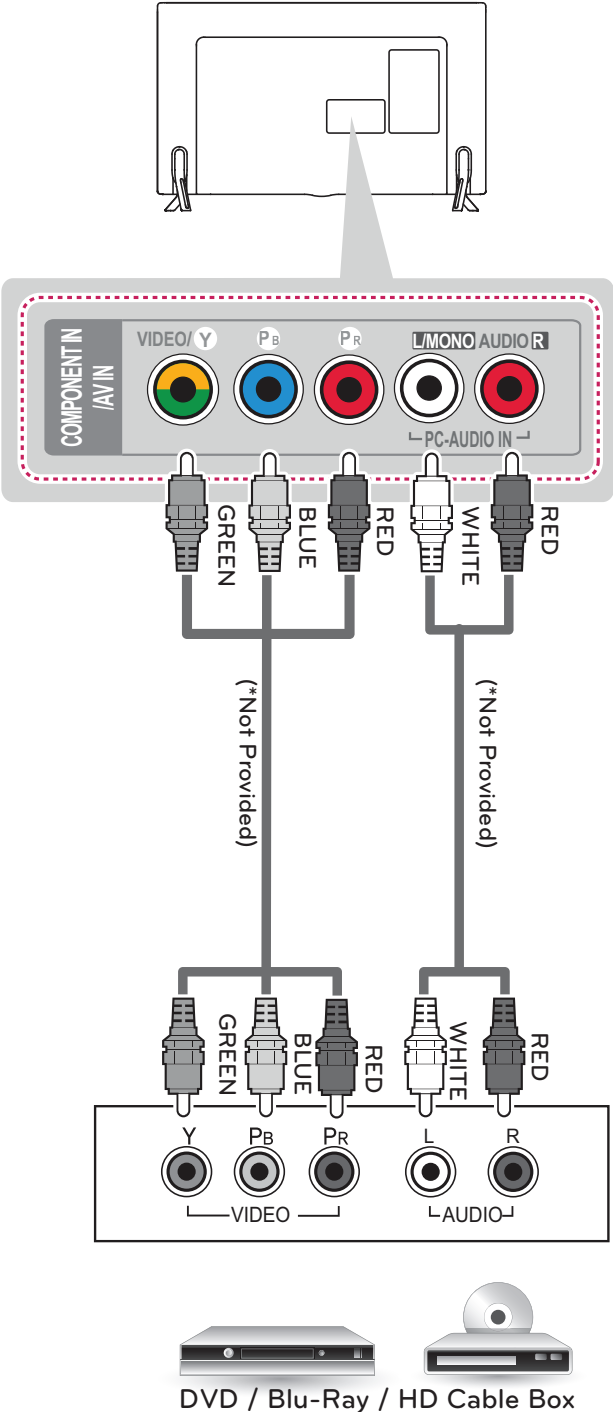 COMPONENT IN
/AV IN
VIDEO/ Y
PB
PR
L/MONO AUDIO R
PC-AUDIO IN
GREEN
BLUE
RED
WHITE
RED
(*Not Provided)
(*Not Provided)
GREEN
BLUE
RED
WHITE
RED
Y
PB
PR
L
R
VIDEO
AUDIO
DVD / Blu-Ray / HD Cable Box